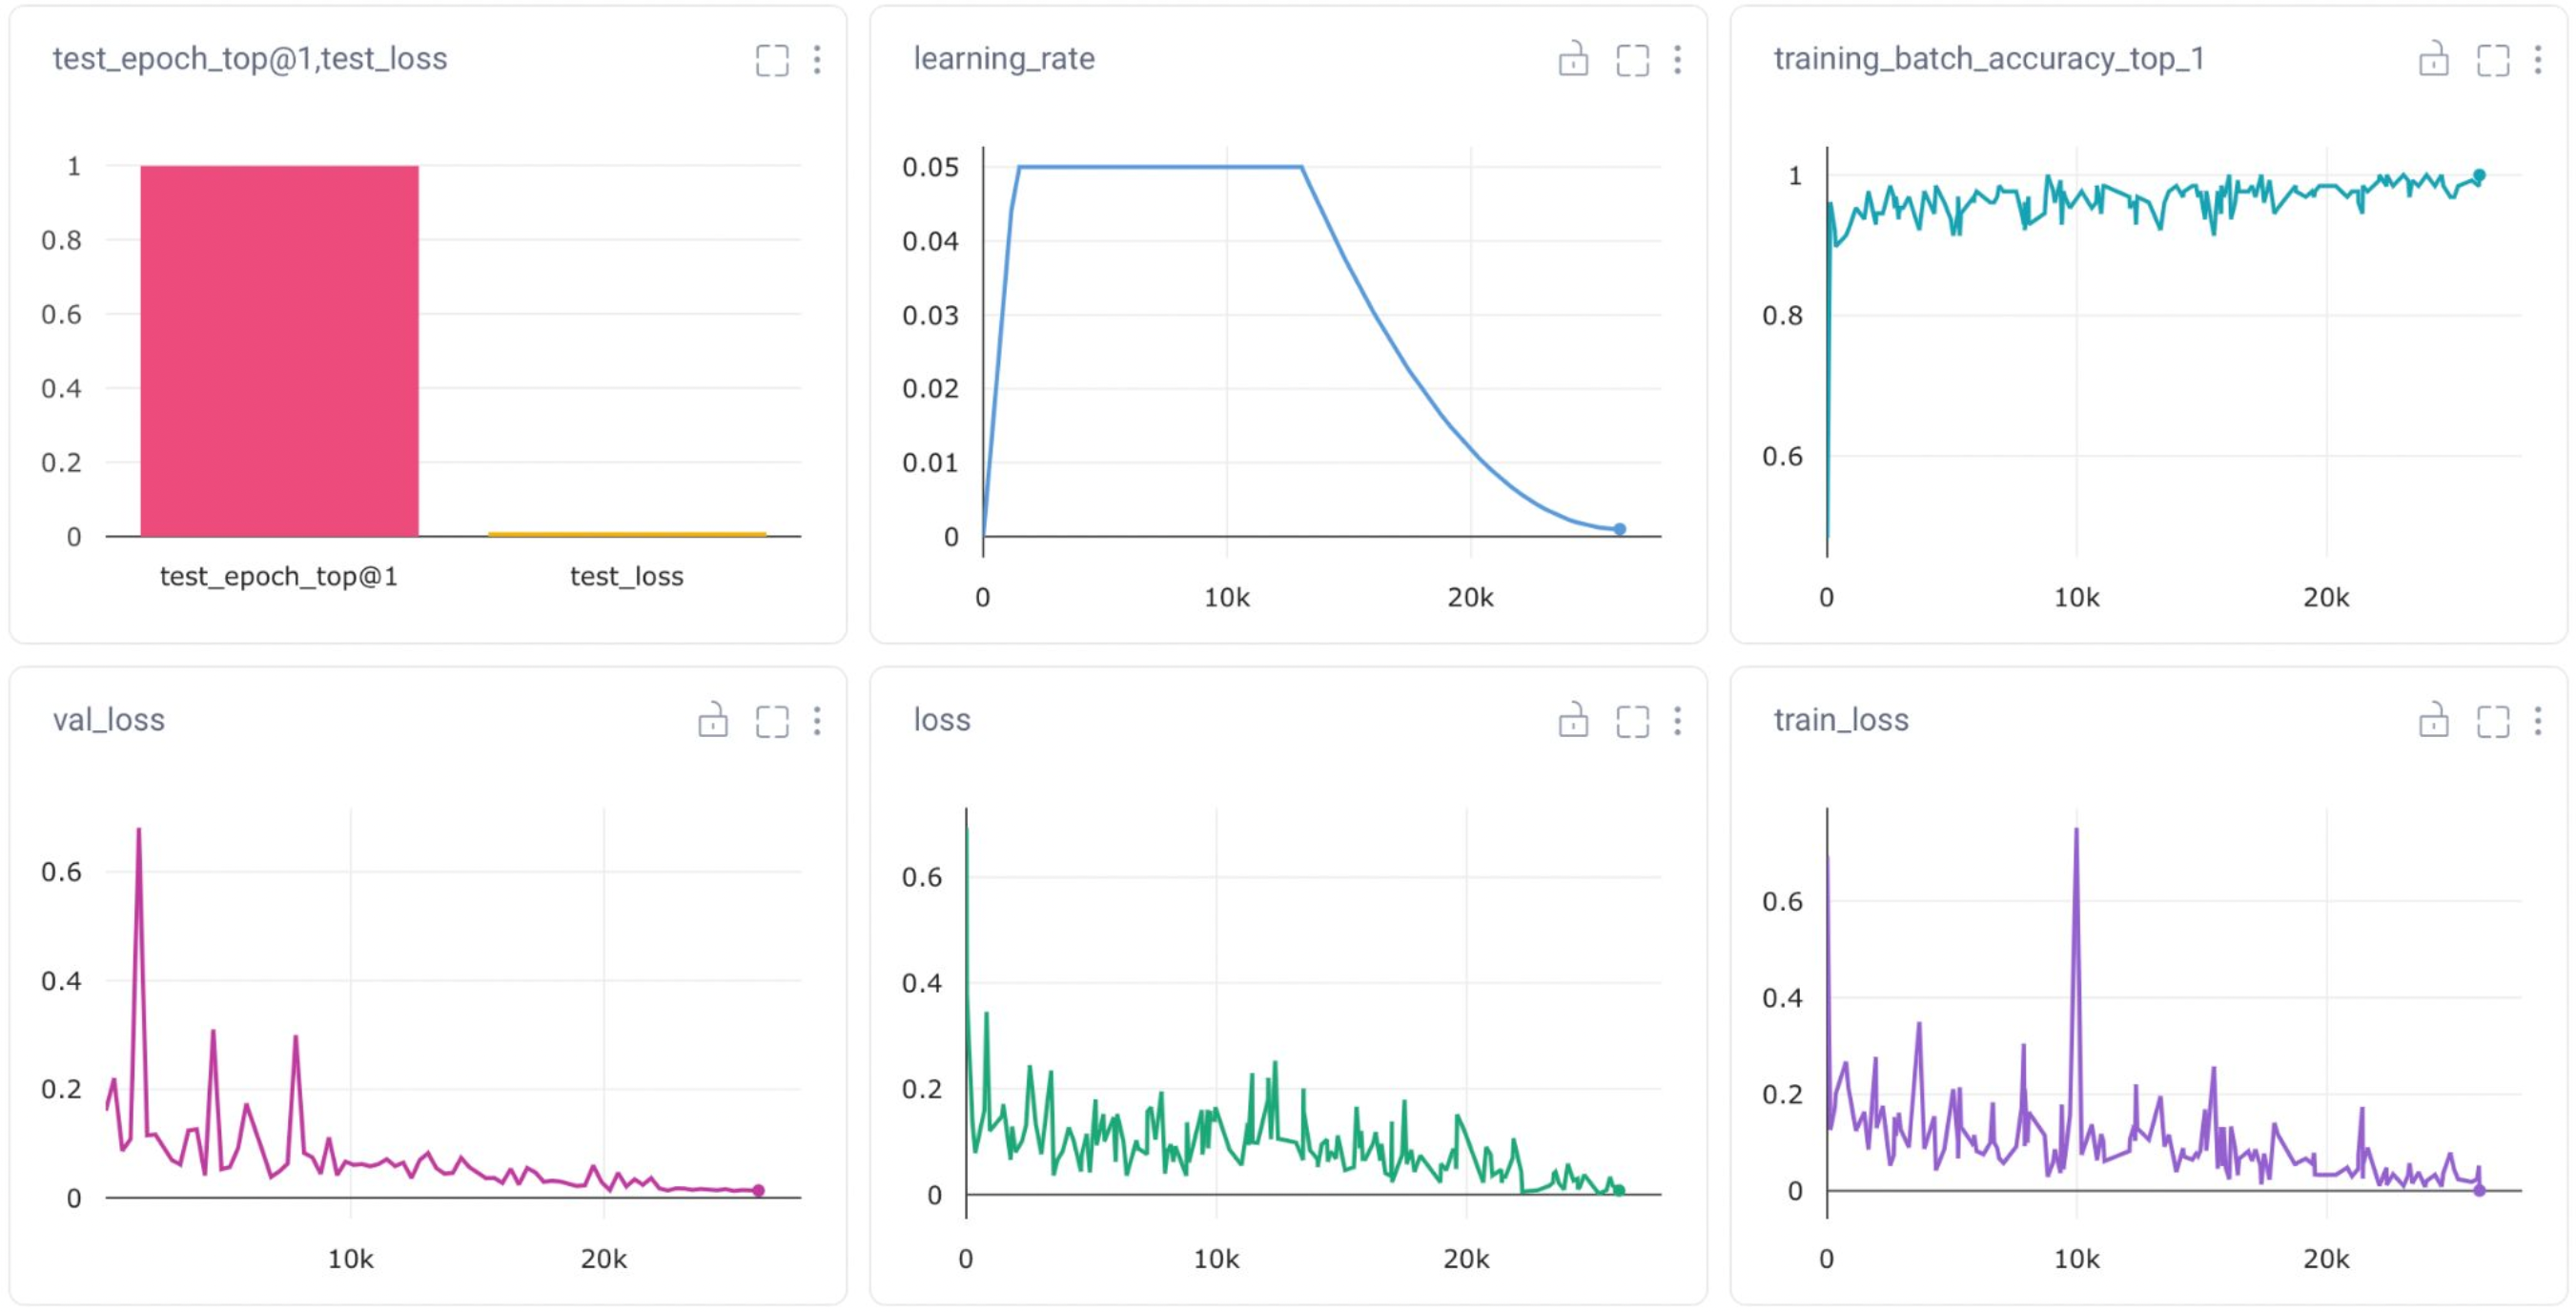 test_epoch_top@1,test_loss
1
0.8
0.6
0.4
0.2
0
test_epoch_top@1 test_loss
learning_rate
0.05
0.04
0.03
0.02
0.01
0
0 10k 20k
training_batch_accuracy_top_1
1
0.8
0.6
0 10k 20k
val_loss
0.6
0.4
0.2
0
10k 20k
loss
0.6
0.4
0.2
0
0 10k 20k
train_loss
0.6
0.4
0.2
0
0 10k 20k